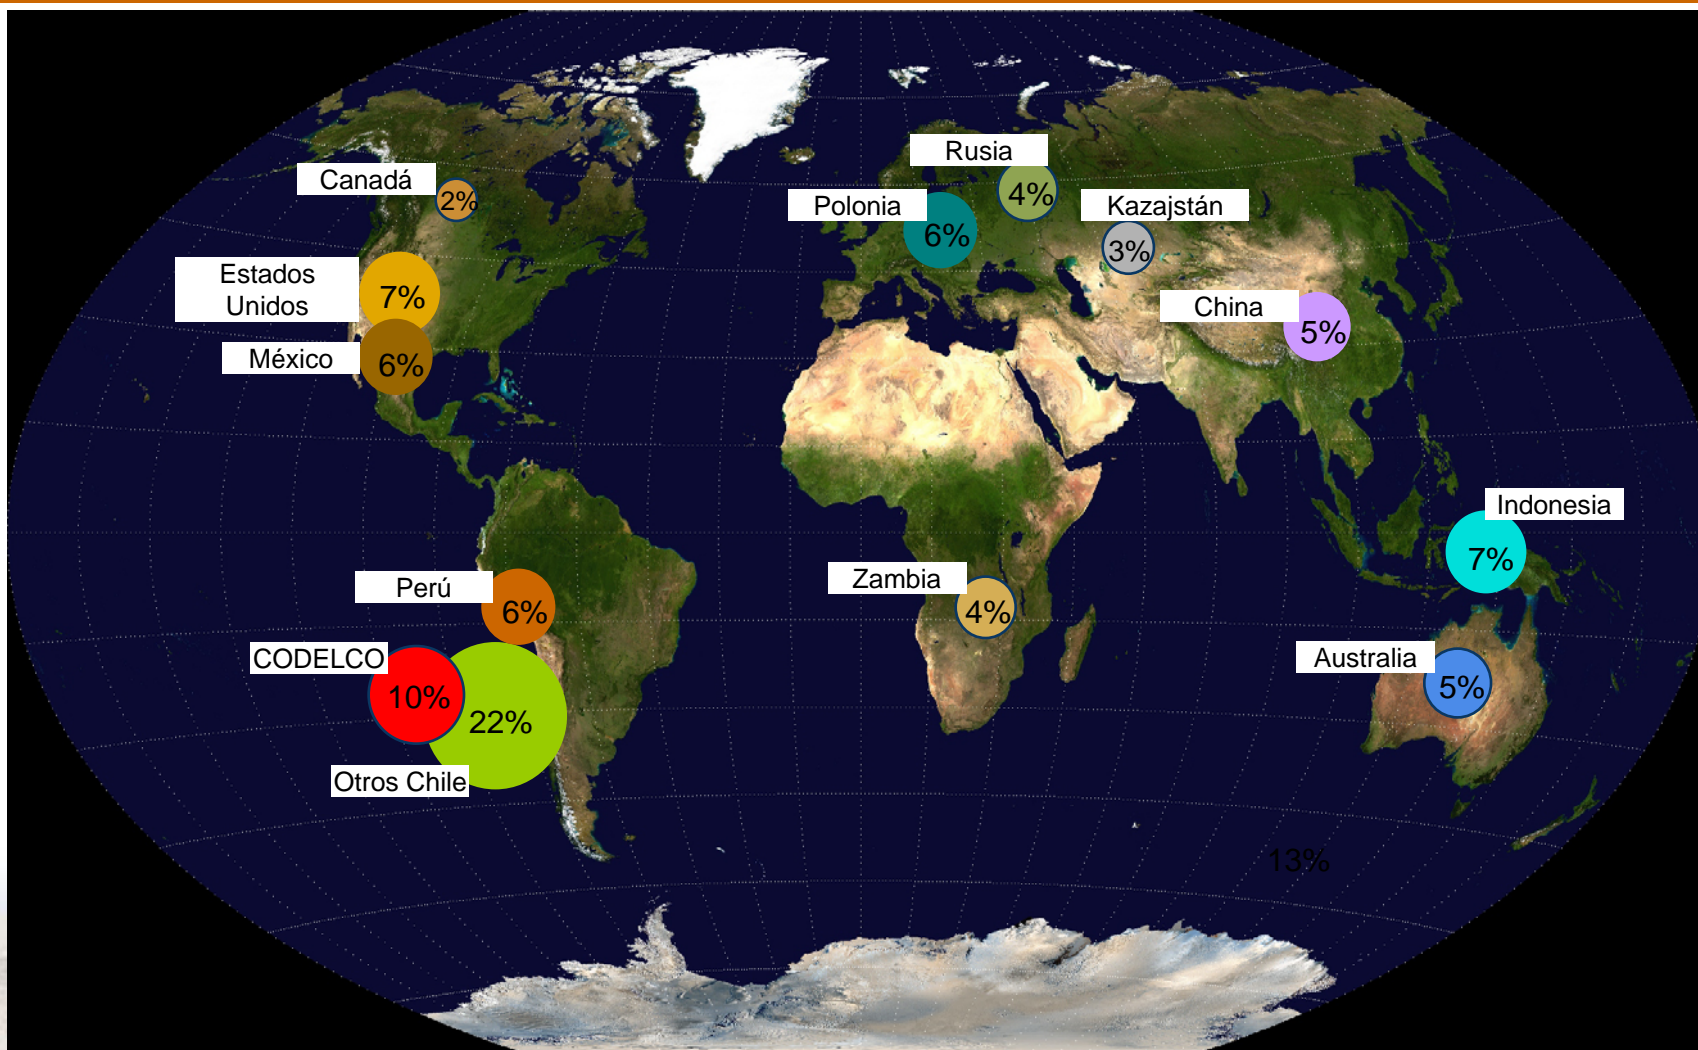 Rusia
4%
Canadá
2%
Polonia
6%
Kazajstán
3%
Estados
Unidos
7%
China
5%
México
6%
Indonesia
7%
Perú
6%
Zambia
4%
CODELCO
10%
22%
Otros Chile
Australia
5%
13%